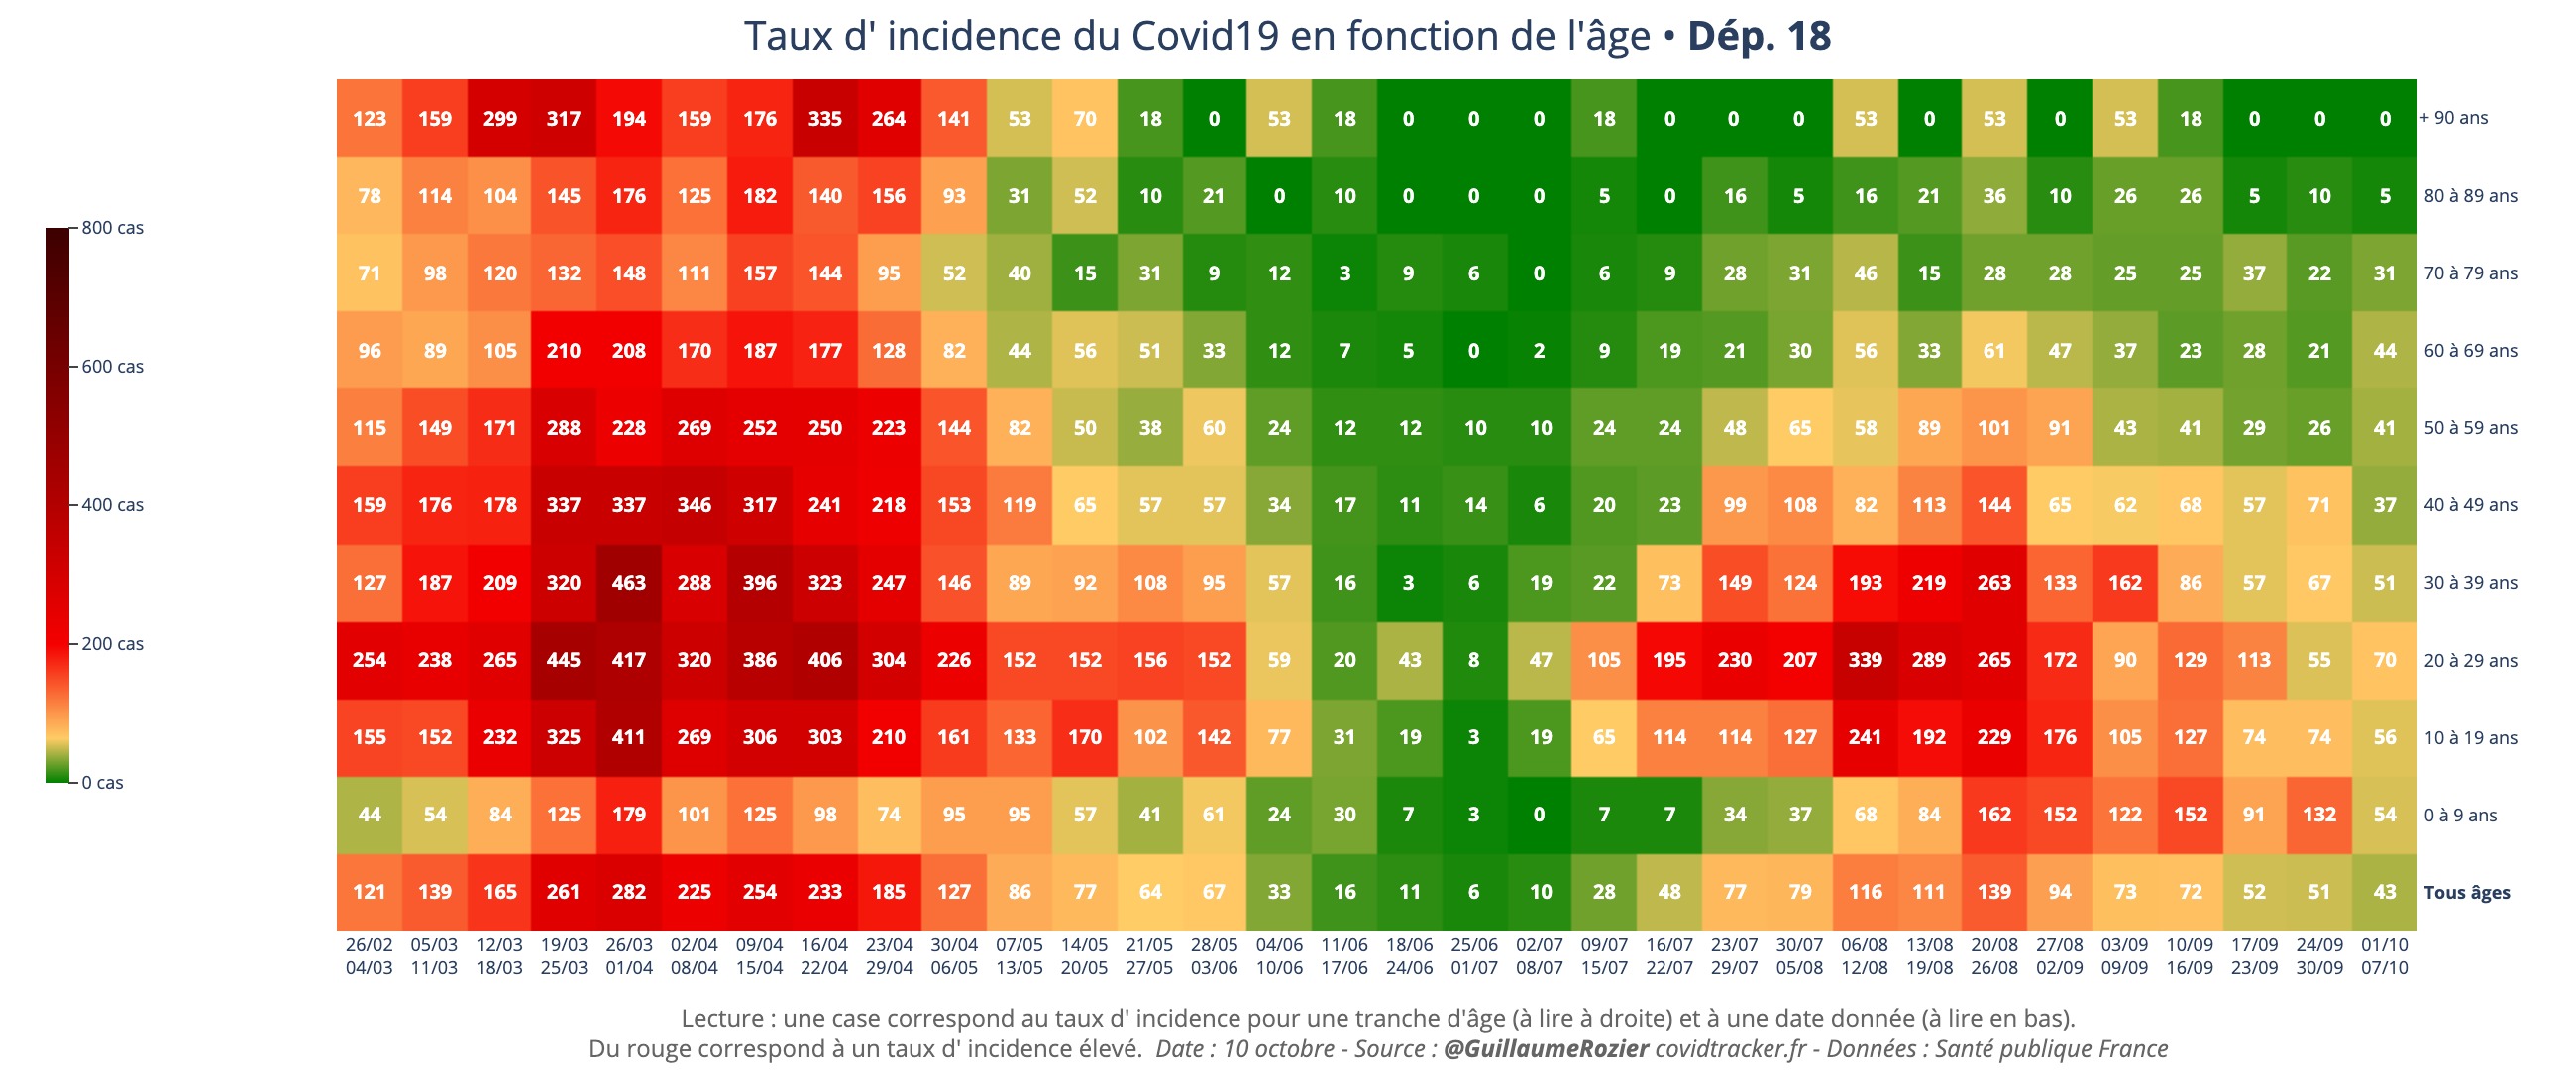 Taux d' incidence du Covid19 en fonction de l'âge • Dép. 18
800 cas
600 cas
400 cas
200 cas
0 cas
123 159 299 317 194 159 176 335 264 141 53 70 18 0 53 18 0 0 0 18 0 0 0 53 0 53 0 53 18 0 0 0 + 90 ans
78 114 104 145 176 125 182 140 156 93 31 52 10 21 0 10 0 0 0 5 0 16 5 16 21 36 10 26 26 5 10 5 80 à 89 ans
71 98 120 132 148 111 157 144 95 52 40 15 31 9 12 3 9 6 0 6 9 28 31 46 15 28 28 25 25 37 22 31 70 à 79 ans
96 89 105 210 208 170 187 177 128 82 44 56 51 33 12 7 5 0 2 9 19 21 30 56 33 61 47 37 23 28 21 44 60 à 69 ans
115 149 171 288 228 269 252 250 223 144 82 50 38 60 24 12 12 10 10 24 24 48 65 58 89 101 91 43 41 29 26 41 50 à 59 ans
159 176 178 337 337 346 317 241 218 153 119 65 57 57 34 17 11 14 6 20 23 99 108 82 113 144 65 62 68 57 71 37 40 à 49 ans
127 187 209 320 463 288 396 323 247 146 89 92 108 95 57 16 3 6 19 22 73 149 124 193 219 263 133 162 86 57 67 51 30 à 39 ans
254 238 265 445 417 320 386 406 304 226 152 152 156 152 59 20 43 8 47 105 195 230 207 339 289 265 172 90 129 113 55 70 20 à 29 ans
155 152 232 325 411 269 306 303 210 161 133 170 102 142 77 31 19 3 19 65 114 114 127 241 192 229 176 105 127 74 74 56 10 à 19 ans
44 54 84 125 179 101 125 98 74 95 95 57 41 61 24 30 7 3 0 7 7 34 37 68 84 162 152 122 152 91 132 54 0 à 9 ans
121 139 165 261 282 225 254 233 185 127 86 77 64 67 33 16 11 6 10 28 48 77 79 116 111 139 94 73 72 52 51 43 Tous âges
26/02 05/03 12/03 19/03 26/03 02/04 09/04 16/04 23/04 30/04 07/05 14/05 21/05 28/05 04/06 11/06 18/06 25/06 02/07 09/07 16/07 23/07 30/07 06/08 13/08 20/08 27/08 03/09 10/09 17/09 24/09 01/10
04/03 11/03 18/03 25/03 01/04 08/04 15/04 22/04 29/04 06/05 13/05 20/05 27/05 03/06 10/06 17/06 24/06 01/07 08/07 15/07 22/07 29/07 05/08 12/08 19/08 26/08 02/09 09/09 16/09 23/09 30/09 07/10
Lecture : une case correspond au taux d' incidence pour une tranche d'âge (à lire à droite) et à une date donnée (à lire en bas).
Du rouge correspond à un taux d' incidence élevé. Date : 10 octobre - Source : @GuillaumeRozier covidtracker.fr - Données : Santé publique France